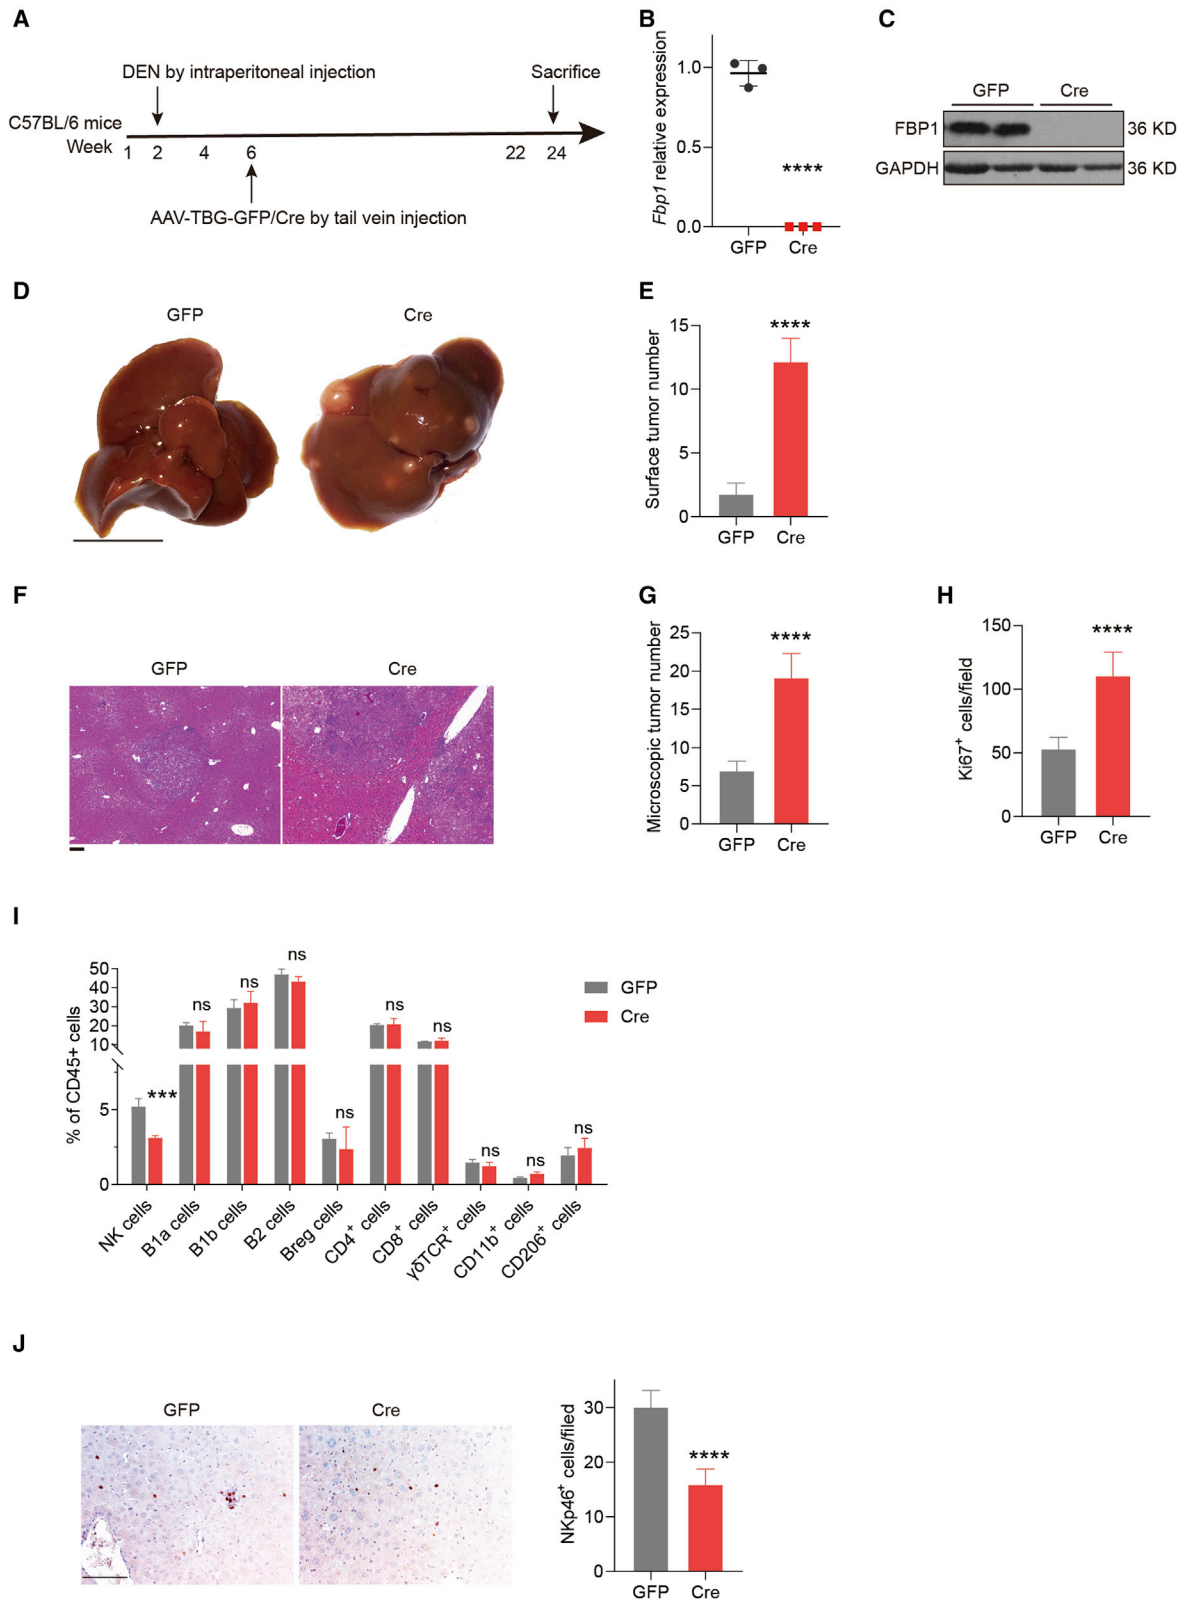 A
DEN by intraperitoneal injection
Sacrifice
C57BL/6 mice
Week
1 2 4 6 22 24
AAV-TBG-GFP/Cre by tail vein injection
B
Fbp1 relative expression
1.0
0.5
0.0
****
GFP Cre
C
GFP Cre
FBP1 36 KD
GAPDH 36 KD
D
GFP Cre
E
Surface tumor number
15
10
5
0
****
GFP Cre
F
GFP Cre
G
Microscopic tumor number
25
20
15
10
5
0
****
GFP Cre
H
Ki67⁺ cells/field
150
100
50
0
****
GFP Cre
I
% of CD45+ cells
50
40
30
20
10
5
0
*** ns ns ns ns ns ns ns ns ns
GFP
Cre
NK cells
B1a cells
B1b cells
B2 cells
Breg cells
CD4⁺ cells
CD8⁺ cells
γδTCR⁺ cells
CD11b⁺ cells
CD206⁺ cells
J
GFP Cre
NKp46⁺ cells/filed
30
20
10
0
****
GFP Cre